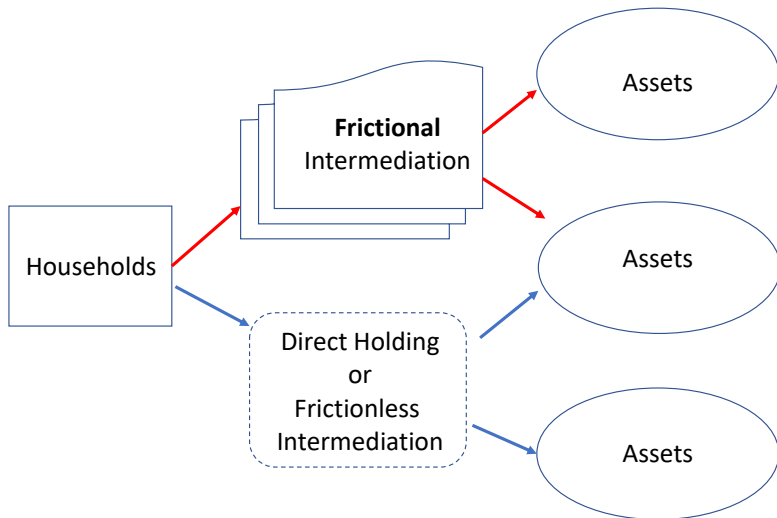 Assets
Frictional
Intermediation
Households
Assets
Direct Holding
or
Frictionless
Intermediation
Assets